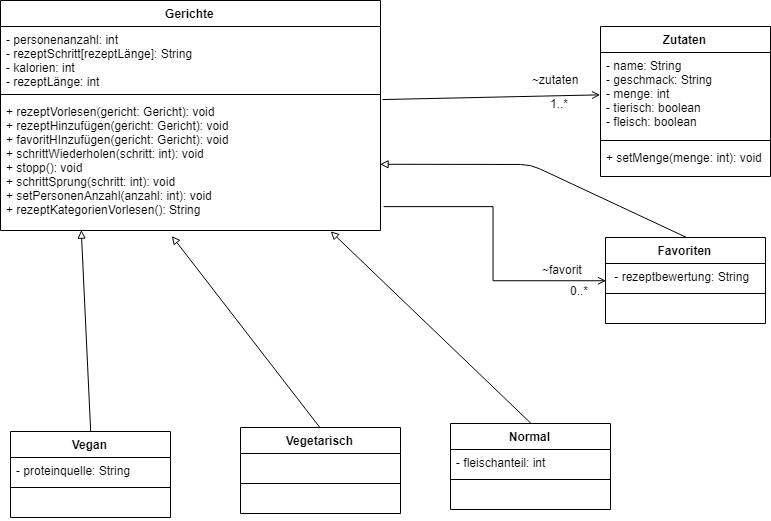 Gerichte
- personenanzahl: int
- rezeptSchritt[rezeptLänge]: String
- kalorien: int
- rezeptLänge: int
+ rezeptVorlesen(gericht: Gericht): void
+ rezeptHinzufügen(gericht: Gericht): void
+ favoritHInzufügen(gericht: Gericht): void
+ schrittWiederholen(schritt: int): void
+ stopp(): void
+ schrittSprung(schritt: int): void
+ setPersonenAnzahl(anzahl: int): void
+ rezeptKategorienVorlesen(): String
~zutaten
1..*
Zutaten
- name: String
- geschmack: String
- menge: int
- tierisch: boolean
- fleisch: boolean
+ setMenge(menge: int): void
~favorit
0..*
Favoriten
- rezeptbewertung: String
Vegan
- proteinquelle: String
Vegetarisch
Normal
- fleischanteil: int